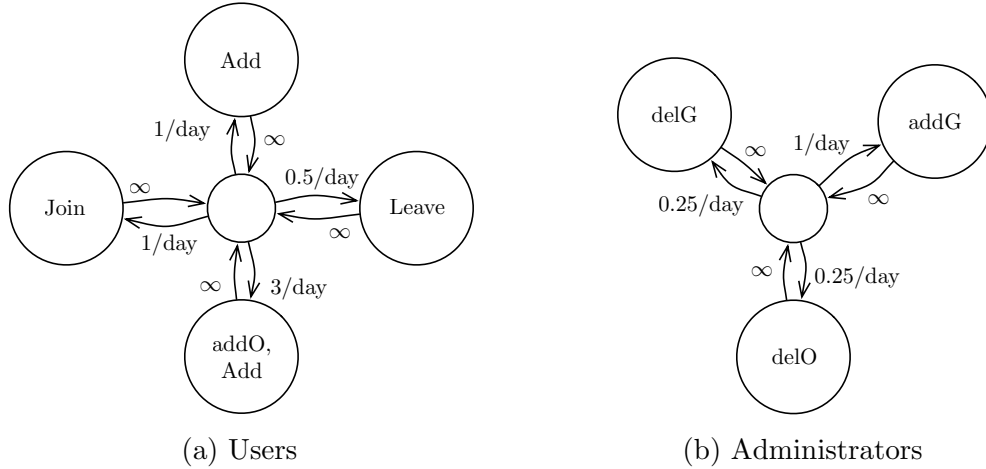 Add
1/day
∞
Join
∞
1/day
0.5/day
∞
Leave
∞
3/day
addO,
Add
(a) Users
delG
∞
0.25/day
1/day
∞
addG
∞
0.25/day
delO
(b) Administrators